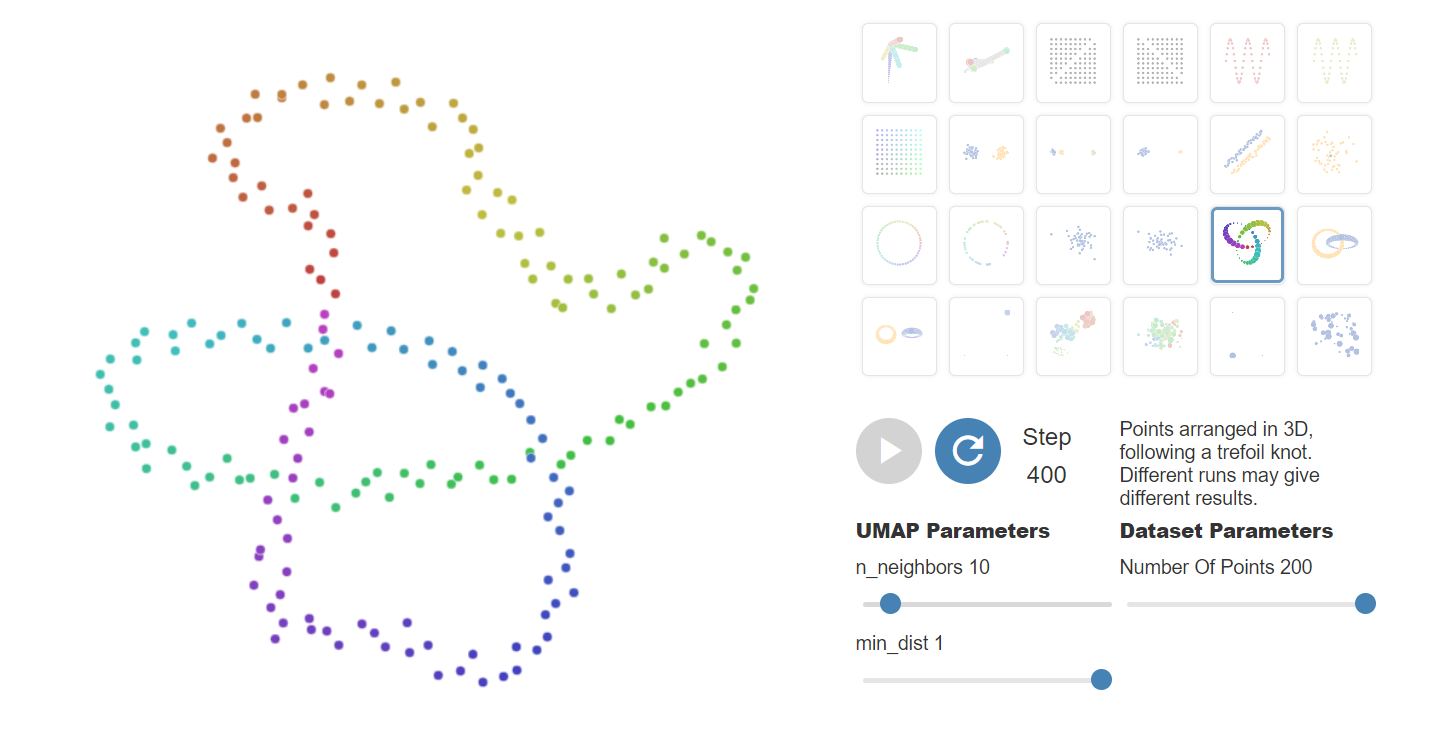 Step
400
Points arranged in 3D,
following a trefoil knot.
Different runs may give
different results.
UMAP Parameters
Dataset Parameters
n_neighbors 10
Number Of Points 200
min_dist 1